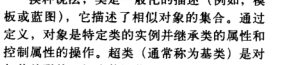 换种说法，类是一般化的描述（例如，模
板或蓝图），它描述了相似对象的集合。通过
定义，对象是特定类的实例并继承类的属性和
控制属性的操作。超类（通常称为基类）是对